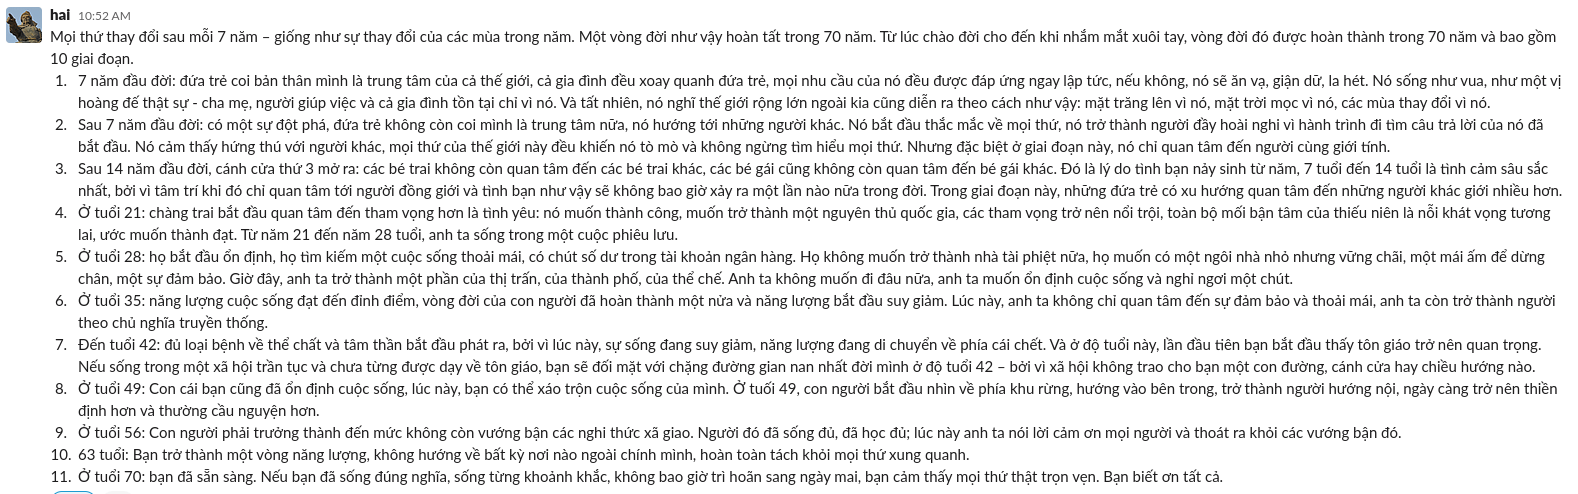 hai 10:52 AM
Mọi thứ thay đổi sau mỗi 7 năm – giống như sự thay đổi của các mùa trong năm. Một vòng đời như vậy hoàn tất trong 70 năm. Từ lúc chào đời cho đến khi nhắm mắt xuôi tay, vòng đời đó được hoàn thành trong 70 năm và bao gồm
10 giai đoạn.
1. 7 năm đầu đời: đứa trẻ coi bản thân mình là trung tâm của cả thế giới, cả gia đình đều xoay quanh đứa trẻ, mọi nhu cầu của nó đều được đáp ứng ngay lập tức, nếu không, nó sẽ ăn vạ, giận dữ, la hét. Nó sống như vua, như một vị
hoàng đế thật sự - cha mẹ, người giúp việc và cả gia đình tồn tại chỉ vì nó. Và tất nhiên, nó nghĩ thế giới rộng lớn ngoài kia cũng diễn ra theo cách như vậy: mặt trăng lên vì nó, mặt trời mọc vì nó, các mùa thay đổi vì nó.
2. Sau 7 năm đầu đời: có một sự đột phá, đứa trẻ không còn coi mình là trung tâm nữa, nó hướng tới những người khác. Nó bắt đầu thắc mắc về mọi thứ, nó trở thành người đầy hoài nghi vì hành trình đi tìm câu trả lời của nó đã
bắt đầu. Nó cảm thấy hứng thú với người khác, mọi thứ của thế giới này đều khiến nó tò mò và không ngừng tìm hiểu mọi thứ. Nhưng đặc biệt ở giai đoạn này, nó chỉ quan tâm đến người cùng giới tính.
3. Sau 14 năm đầu đời, cánh cửa thứ 3 mở ra: các bé trai không còn quan tâm đến các bé trai khác, các bé gái cũng không còn quan tâm đến bé gái khác. Đó là lý do tình bạn nảy sinh từ năm, 7 tuổi đến 14 tuổi là tình cảm sâu sắc
nhất, bởi vì tâm trí khi đó chỉ quan tâm tới người đồng giới và tình bạn như vậy sẽ không bao giờ xảy ra một lần nào nữa trong đời. Trong giai đoạn này, những đứa trẻ có xu hướng quan tâm đến những người khác giới nhiều hơn.
4. Ở tuổi 21: chàng trai bắt đầu quan tâm đến tham vọng hơn là tình yêu: nó muốn thành công, muốn trở thành một nguyên thủ quốc gia, các tham vọng trở nên nổi trội, toàn bộ mối bận tâm của thiếu niên là nỗi khát vọng tương
lai, ước muốn thành đạt. Từ năm 21 đến năm 28 tuổi, anh ta sống trong một cuộc phiêu lưu.
5. Ở tuổi 28: họ bắt đầu ổn định, họ tìm kiếm một cuộc sống thoải mái, có chút số dư trong tài khoản ngân hàng. Họ không muốn trở thành nhà tài phiệt nữa, họ muốn có một ngôi nhà nhỏ nhưng vững chãi, một mái ấm để dừng
chân, một sự đảm bảo. Giờ đây, anh ta trở thành một phần của thị trấn, của thành phố, của thể chế. Anh ta không muốn đi đâu nữa, anh ta muốn ổn định cuộc sống và nghỉ ngơi một chút.
6. Ở tuổi 35: năng lượng cuộc sống đạt đến đỉnh điểm, vòng đời của con người đã hoàn thành một nửa và năng lượng bắt đầu suy giảm. Lúc này, anh ta không chỉ quan tâm đến sự đảm bảo và thoải mái, anh ta còn trở thành người
theo chủ nghĩa truyền thống.
7. Đến tuổi 42: đủ loại bệnh về thể chất và tâm thần bắt đầu phát ra, bởi vì lúc này, sự sống đang suy giảm, năng lượng đang di chuyển về phía cái chết. Và ở độ tuổi này, lần đầu tiên bạn bắt đầu thấy tôn giáo trở nên quan trọng.
Nếu sống trong một xã hội trần tục và chưa từng được dạy về tôn giáo, bạn sẽ đối mặt với chặng đường gian nan nhất đời mình ở độ tuổi 42 – bởi vì xã hội không trao cho bạn một con đường, cánh cửa hay chiều hướng nào.
8. Ở tuổi 49: Con cái bạn cũng đã ổn định cuộc sống, lúc này, bạn có thể xáo trộn cuộc sống của mình. Ở tuổi 49, con người bắt đầu nhìn về phía khu rừng, hướng vào bên trong, trở thành người hướng nội, ngày càng trở nên thiền
định hơn và thường cầu nguyện hơn.
9. Ở tuổi 56: Con người phải trưởng thành đến mức không còn vướng bận các nghi thức xã giao. Người đó đã sống đủ, đã học đủ; lúc này anh ta nói lời cảm ơn mọi người và thoát ra khỏi các vướng bận đó.
10. 63 tuổi: Bạn trở thành một vòng năng lượng, không hướng về bất kỳ nơi nào ngoài chính mình, hoàn toàn tách khỏi mọi thứ xung quanh.
11. Ở tuổi 70: bạn đã sẵn sàng. Nếu bạn đã sống đúng nghĩa, sống từng khoảnh khắc, không bao giờ trì hoãn sang ngày mai, bạn cảm thấy mọi thứ thật trọn vẹn. Bạn biết ơn tất cả.